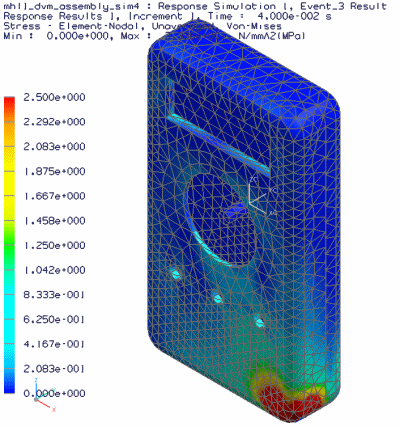 mhll_dvm_assembly_sim4 : Response Simulation 1, Event_3 Result
Response Results 1, Increment 1, Time : 4.000e-002 s
Stress - Element-Nodal, Von-Mises
Min : 0.000e+000, Max : N/mm^2(MPa)
2.500e+000
2.292e+000
2.083e+000
1.875e+000
1.667e+000
1.458e+000
1.250e+000
1.042e+000
8.333e-001
6.250e-001
4.167e-001
2.083e-001
0.000e+000